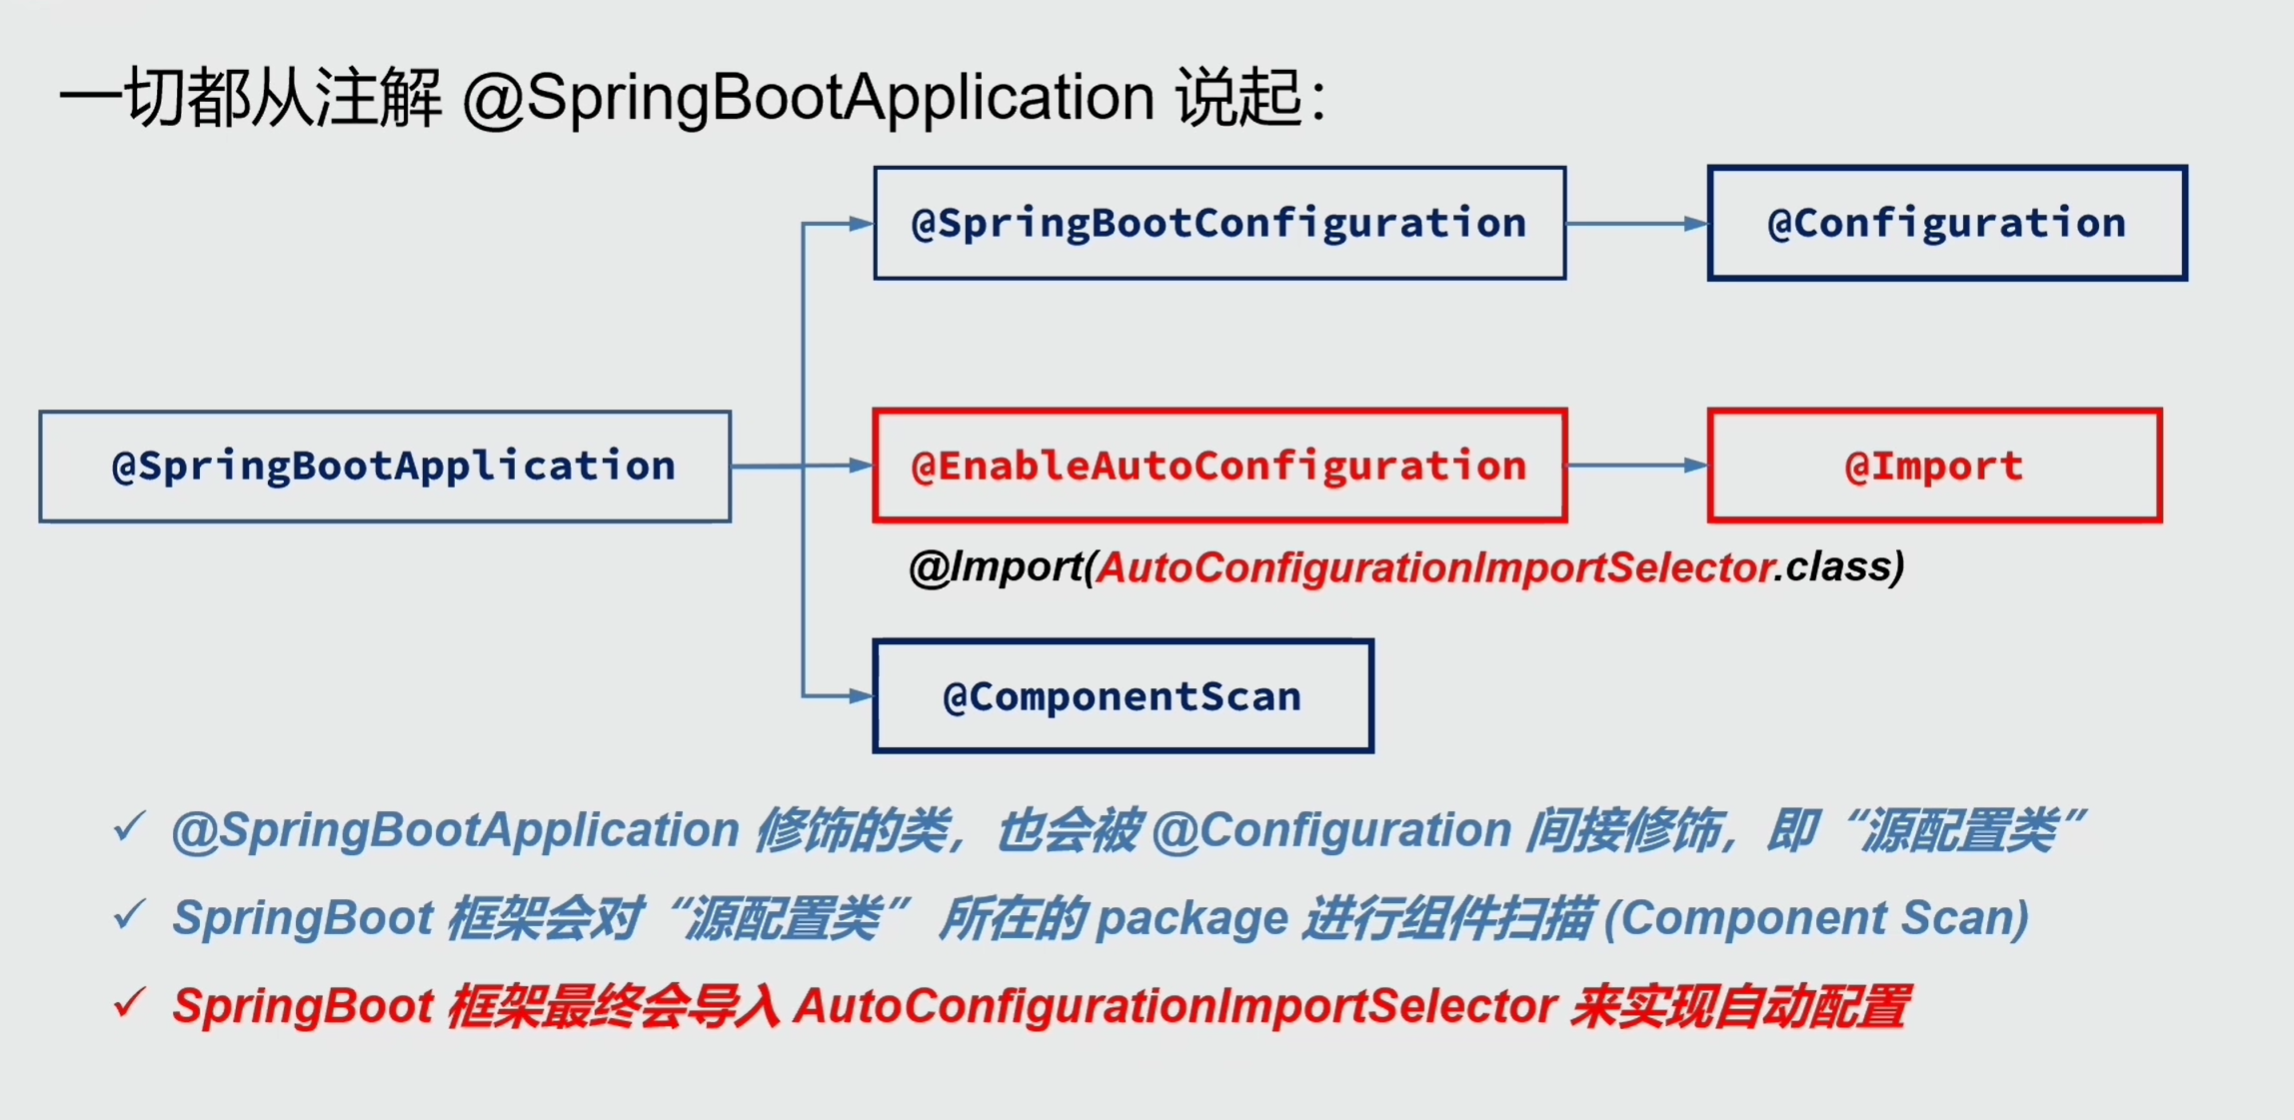 一切都从注解 @SpringBootApplication 说起：
@SpringBootConfiguration
@Configuration
@SpringBootApplication
@EnableAutoConfiguration
@Import
@Import(AutoConfigurationImportSelector.class)
@ComponentScan
✓ @SpringBootApplication 修饰的类，也会被 @Configuration 间接修饰，即“源配置类”
✓ SpringBoot 框架会对“源配置类” 所在的 package 进行组件扫描 (Component Scan)
✓ SpringBoot 框架最终会导入 AutoConfigurationImportSelector 来实现自动配置